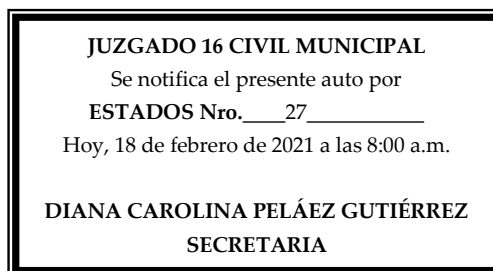 JUZGADO 16 CIVIL MUNICIPAL
Se notifica el presente auto por
ESTADOS Nro.____27___________
Hoy, 18 de febrero de 2021 a las 8:00 a.m.
DIANA CAROLINA PELÁEZ GUTIÉRREZ
SECRETARIA